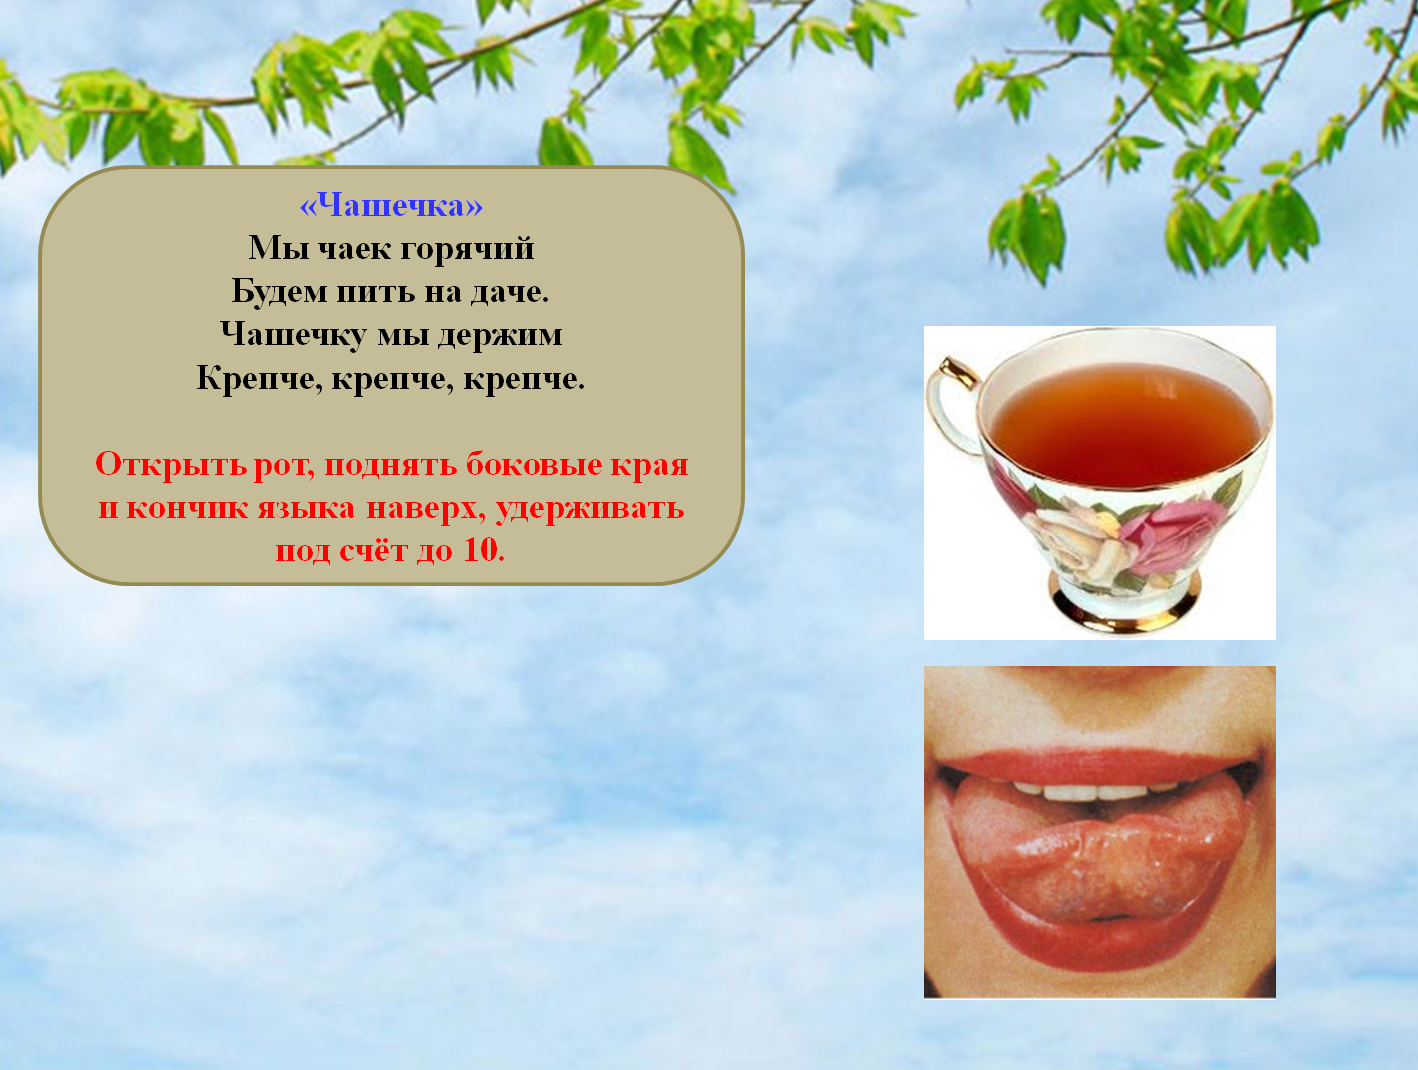 «Чашечка»
Мы чаек горячий
Будем пить на даче.
Чашечку мы держим
Крепче, крепче, крепче.
Открыть рот, поднять боковые края
и кончик языка наверх, удерживать
под счёт до 10.